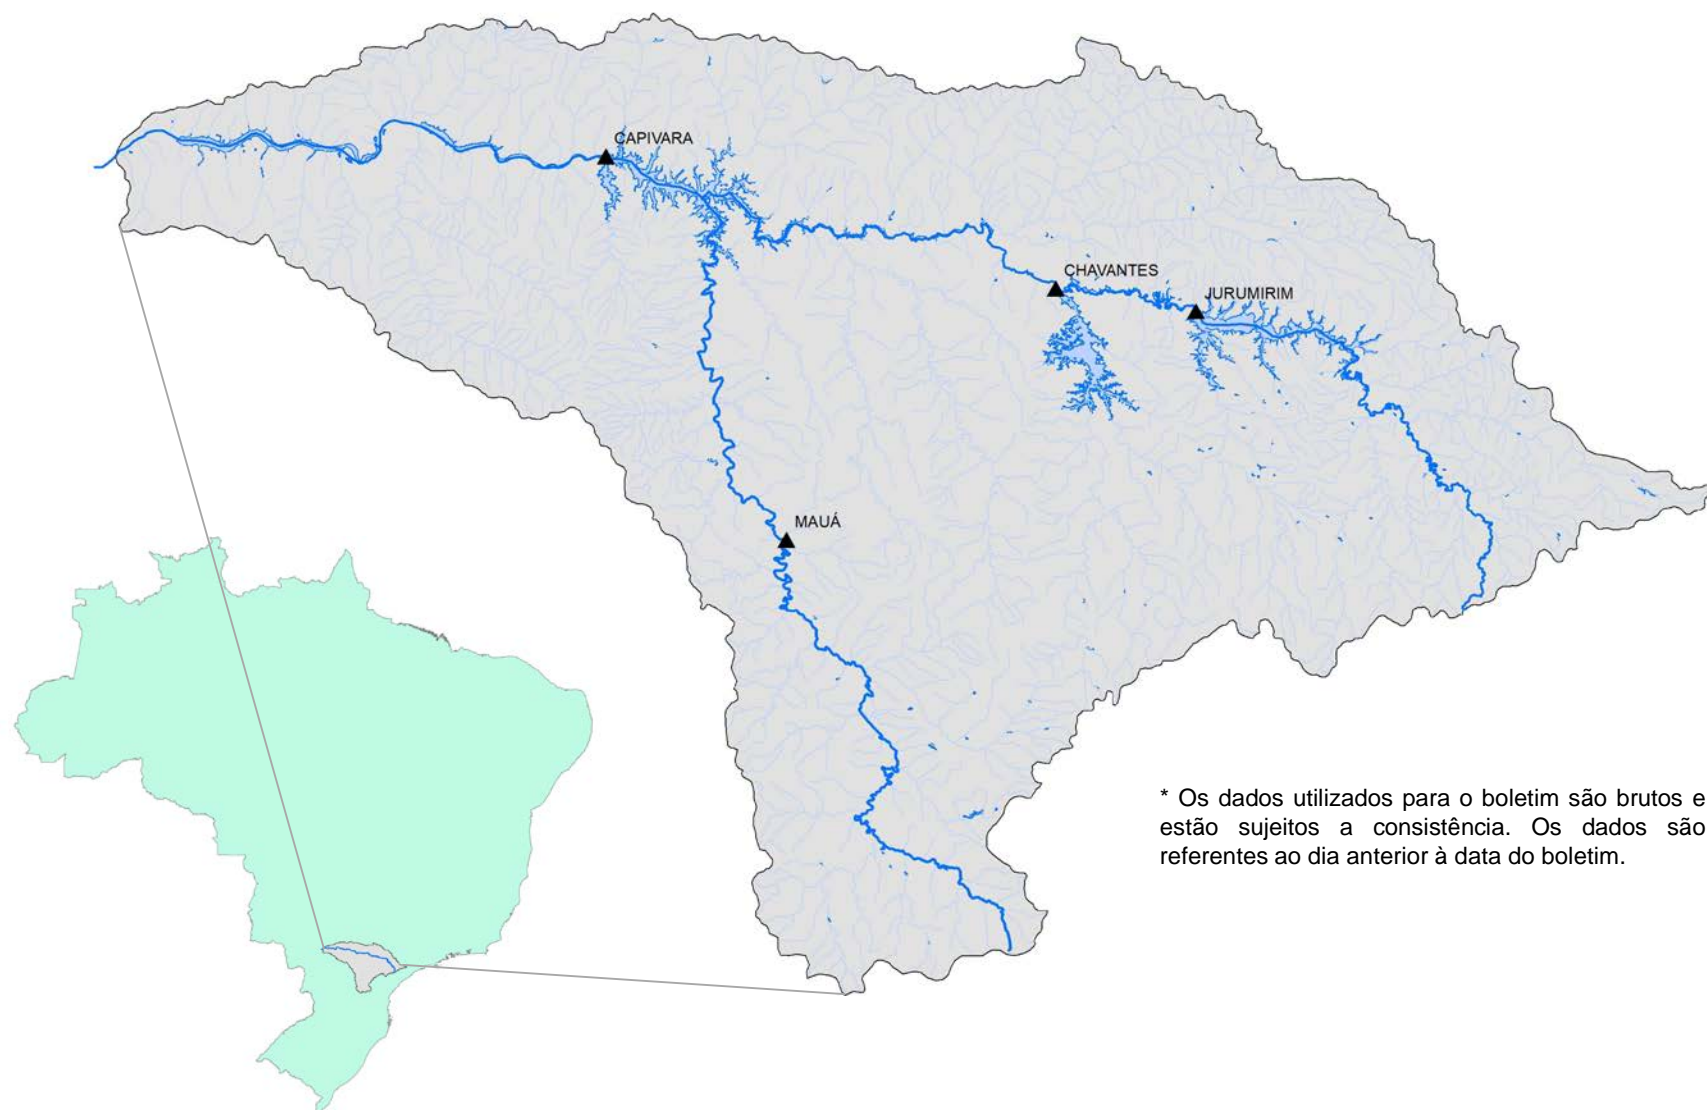 CAPIVARA
CHAVANTES
JURUMIRIM
MAUÁ
* Os dados utilizados para o boletim são brutos e
estão sujeitos a consistência. Os dados são
referentes ao dia anterior à data do boletim.